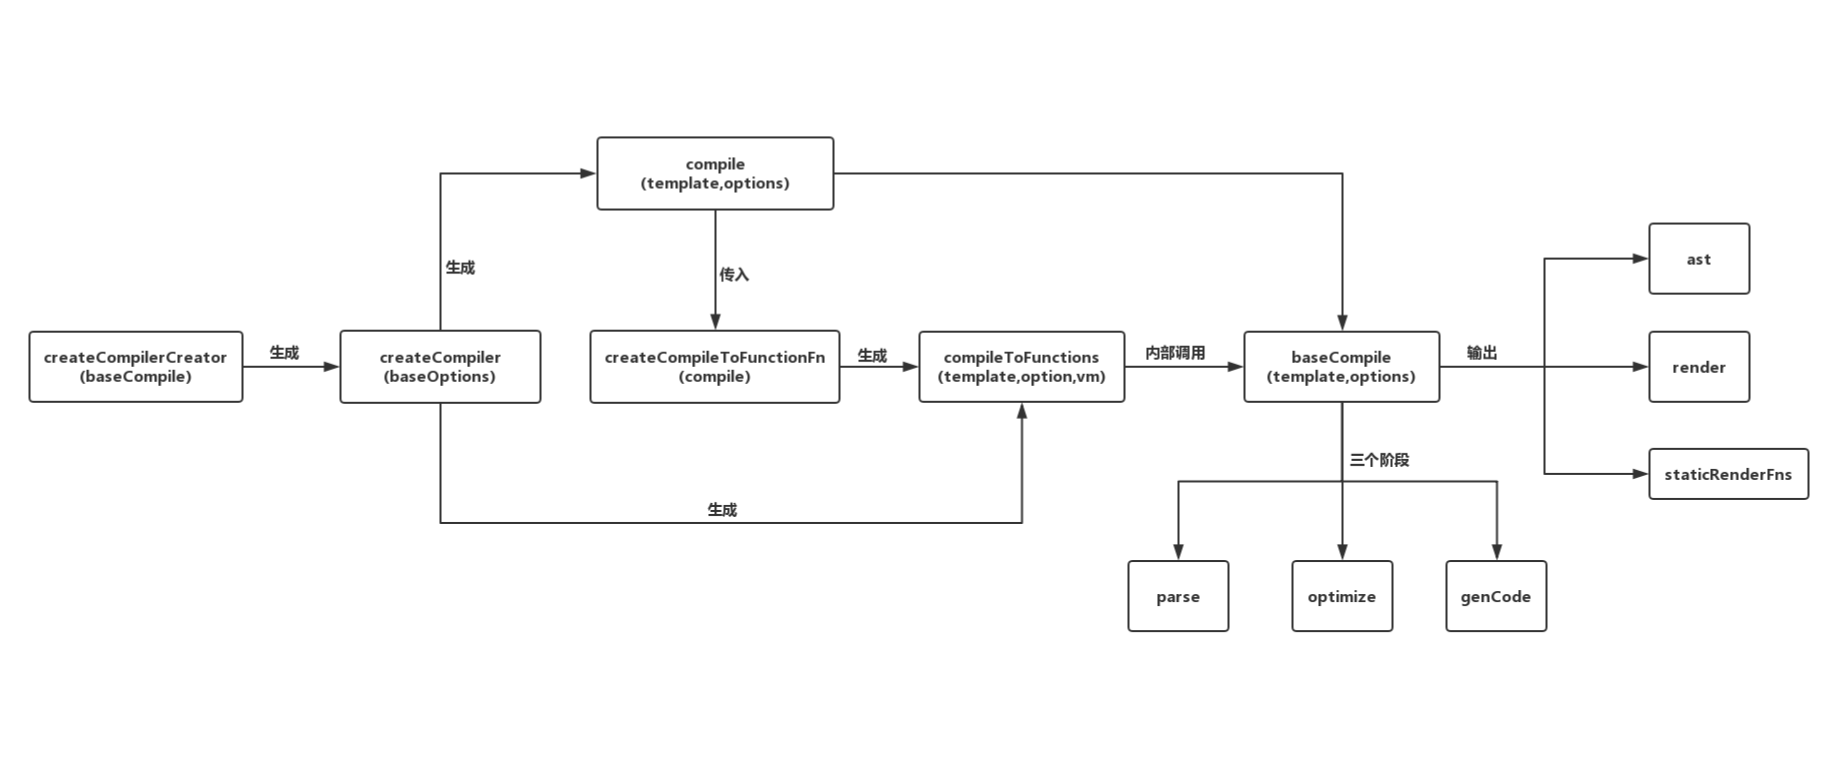 compile
(template,options)
生成
传入
ast
createCompilerCreator
(baseCompile)
生成
createCompiler
(baseOptions)
createCompileToFunctionFn
(compile)
生成
compileToFunctions
(template,option,vm)
内部调用
baseCompile
(template,options)
输出
render
三个阶段
staticRenderFns
生成
parse
optimize
genCode